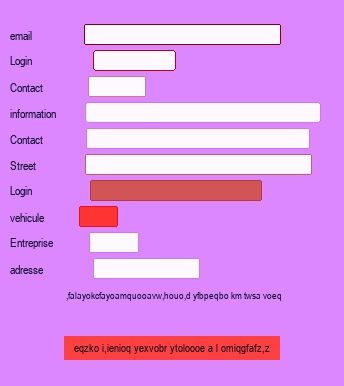 email
Login
Contact
information
Contact
Street
Login
vehicule
Entreprise
adresse
,falayokcfayoamquooavw,houo,d yfbpeqbo km twsa voeq
eqzko i,ienioq yexvobr ytoloooe a l omiqgfafz,z